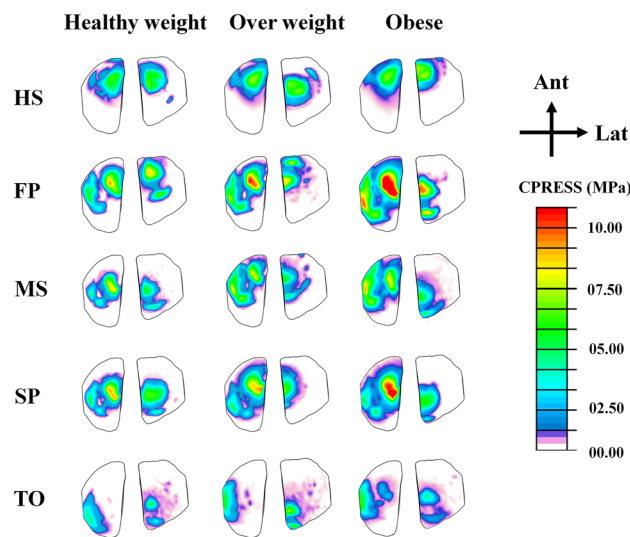 Healthy weight Over weight Obese
HS
Ant
Lat
FP
CPRESS (MPa)
10.00
MS
07.50
05.00
SP
02.50
00.00
TO